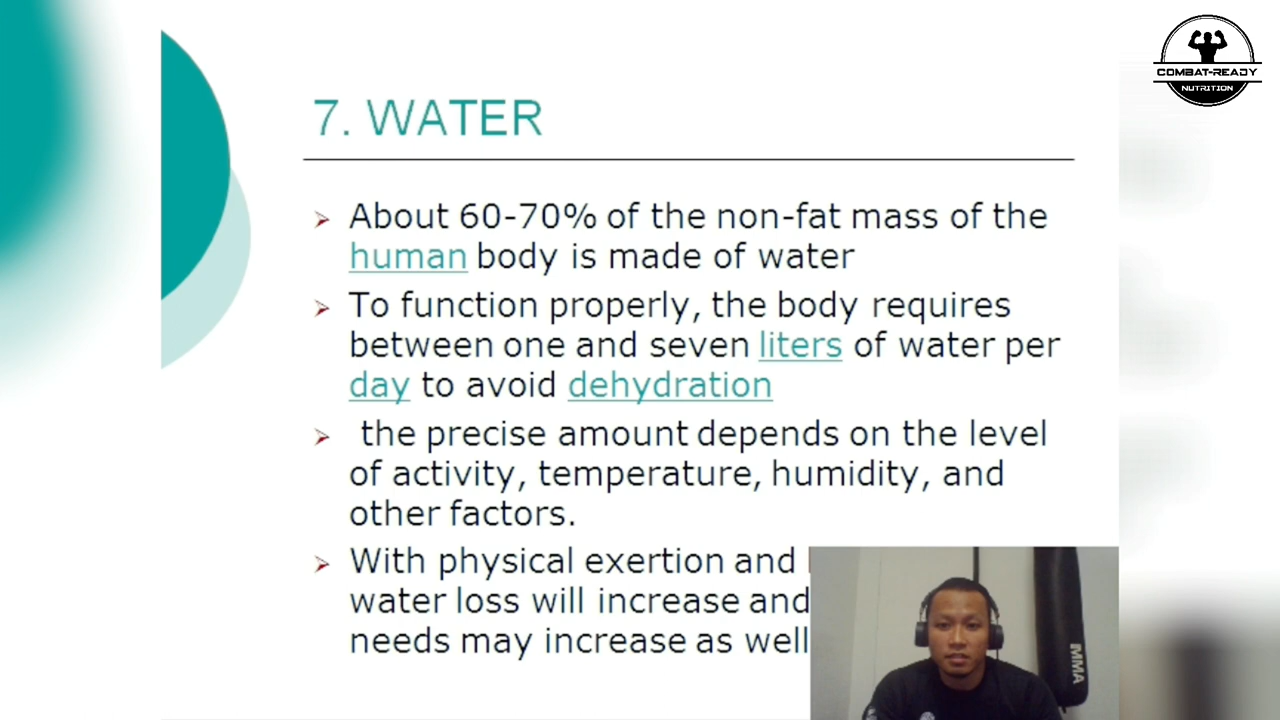 COMBAT-READY
NUTRITION
7. WATER
About 60-70% of the non-fat mass of the
human body is made of water
To function properly, the body requires
between one and seven liters of water per
day to avoid dehydration
the precise amount depends on the level
of activity, temperature, humidity, and
other factors.
With physical exertion and
water loss will increase and
needs may increase as well
MMA